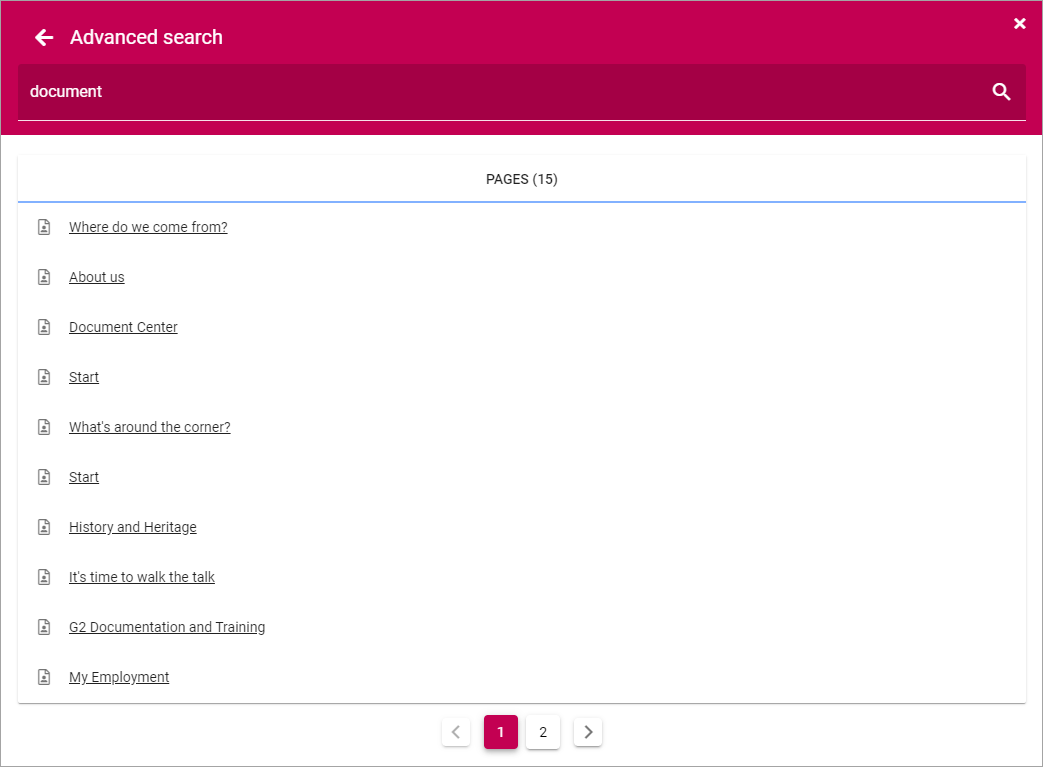 Advanced search
document
PAGES (15)
Where do we come from?
About us
Document Center
Start
What's around the corner?
Start
History and Heritage
It's time to walk the talk
G2 Documentation and Training
My Employment
1 2